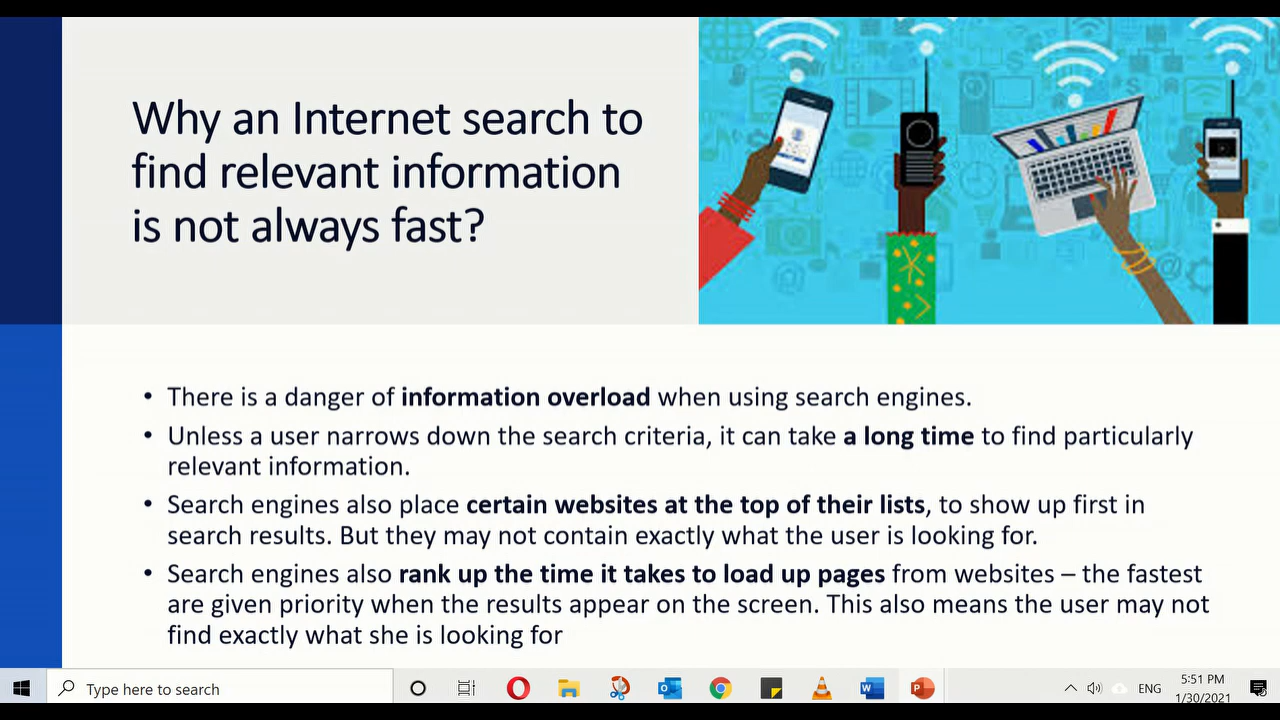 Why an Internet search to
find relevant information
is not always fast?
• There is a danger of information overload when using search engines.
• Unless a user narrows down the search criteria, it can take a long time to find particularly
relevant information.
• Search engines also place certain websites at the top of their lists, to show up first in
search results. But they may not contain exactly what the user is looking for.
• Search engines also rank up the time it takes to load up pages from websites – the fastest
are given priority when the results appear on the screen. This also means the user may not
find exactly what she is looking for
Type here to search
ENG
5:51 PM
1/30/2021